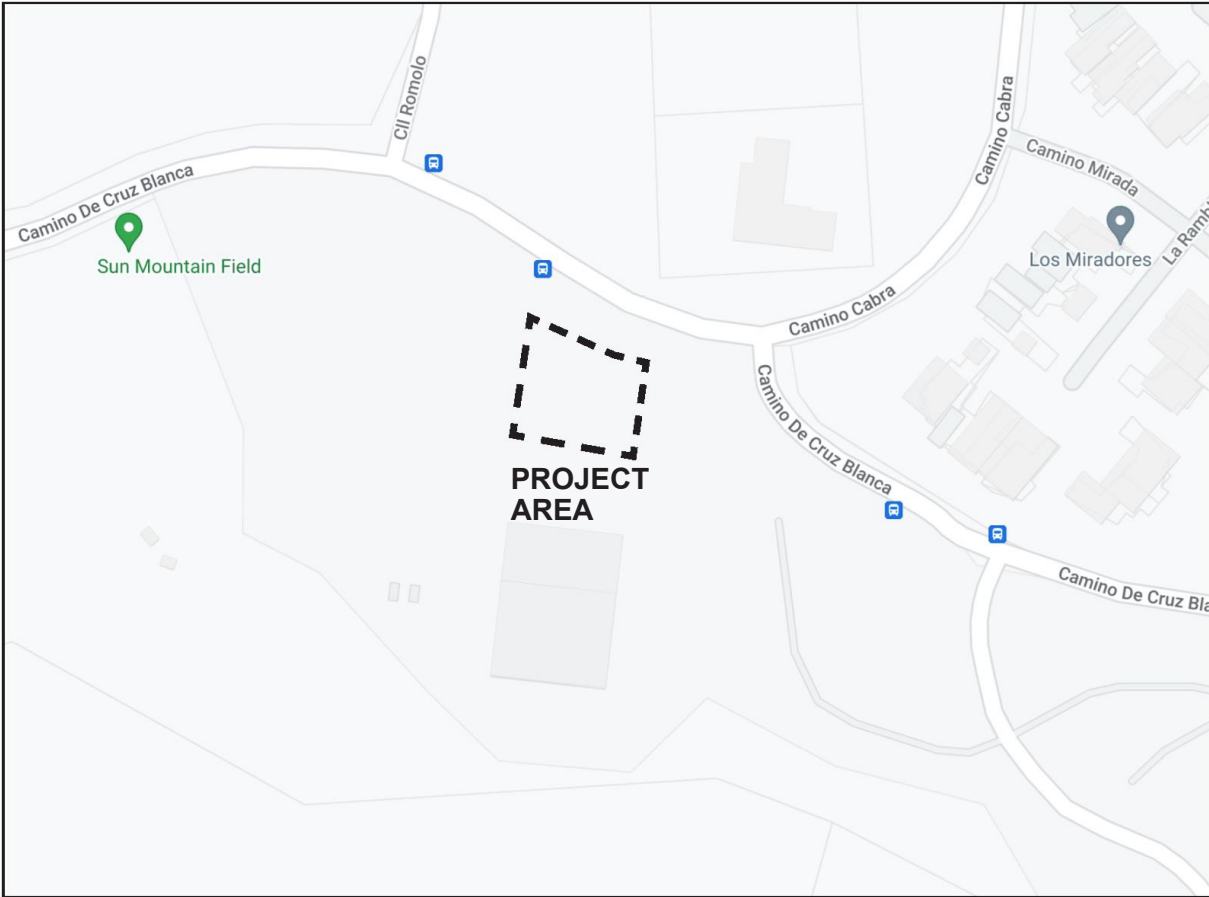 Cll Romolo
Camino De Cruz Blanca
Sun Mountain Field
Camino Cabra
Camino Mirada
Los Miradores
La Rambl
Camino Cabra
Camino De Cruz Blanca
PROJECT
AREA
Camino De Cruz Bla